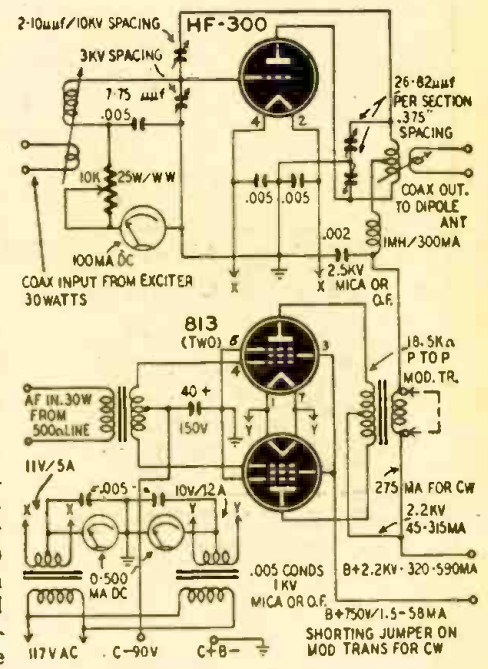 2-10µµf/10KV SPACING
HF-300
3KV SPACING
7-75 µµf
.005
26-82µµf
PER SECTION
.375"
SPACING
4
2
10K
25W/WW
.005
.005
COAX OUT.
TO DIPOLE
ANT
.002
1MH/300MA
100MA DC
X
X
2.5KV
MICA OR
O.F.
COAX INPUT FROM EXCITER
30WATTS
813
(TWO)
5
4
3
18.5KΩ
P TO P
MOD. TR.
AF IN.30W
FROM
500ΩLINE
40+
150V
1
7
Y
Y
11V/5A
.005
10V/12A
X
X
Y
Y
275 MA FOR CW
2.2KV
45-315MA
0-500
MA DC
.005 CONDS
1KV
MICA OR O.F.
B+2.2KV-320-590MA
B+750V/1.5-58MA
117V AC
C-90V
C+B-
SHORTING JUMPER ON
MOD TRANS FOR CW